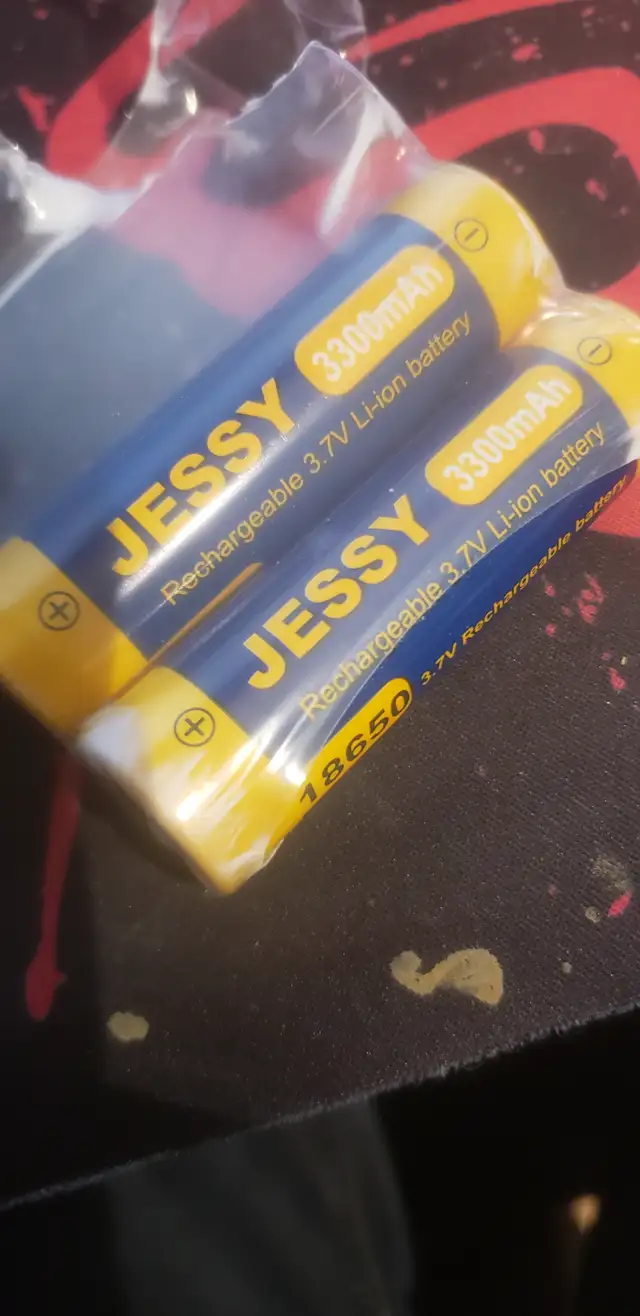 JESSY 3300mAh
Rechargeable 3.7V Li-ion battery
JESSY 3300mAh
Rechargeable 3.7V Li-ion battery
18650 3.7V Rechargeable battery